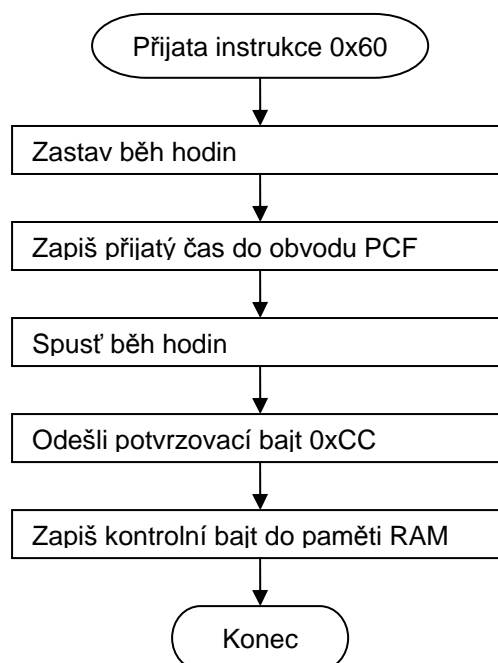 Přijata instrukce 0x60
Zastav běh hodin
Zapiš přijatý čas do obvodu PCF
Spusť běh hodin
Odešli potvrzovací bajt 0xCC
Zapiš kontrolní bajt do paměti RAM
Konec